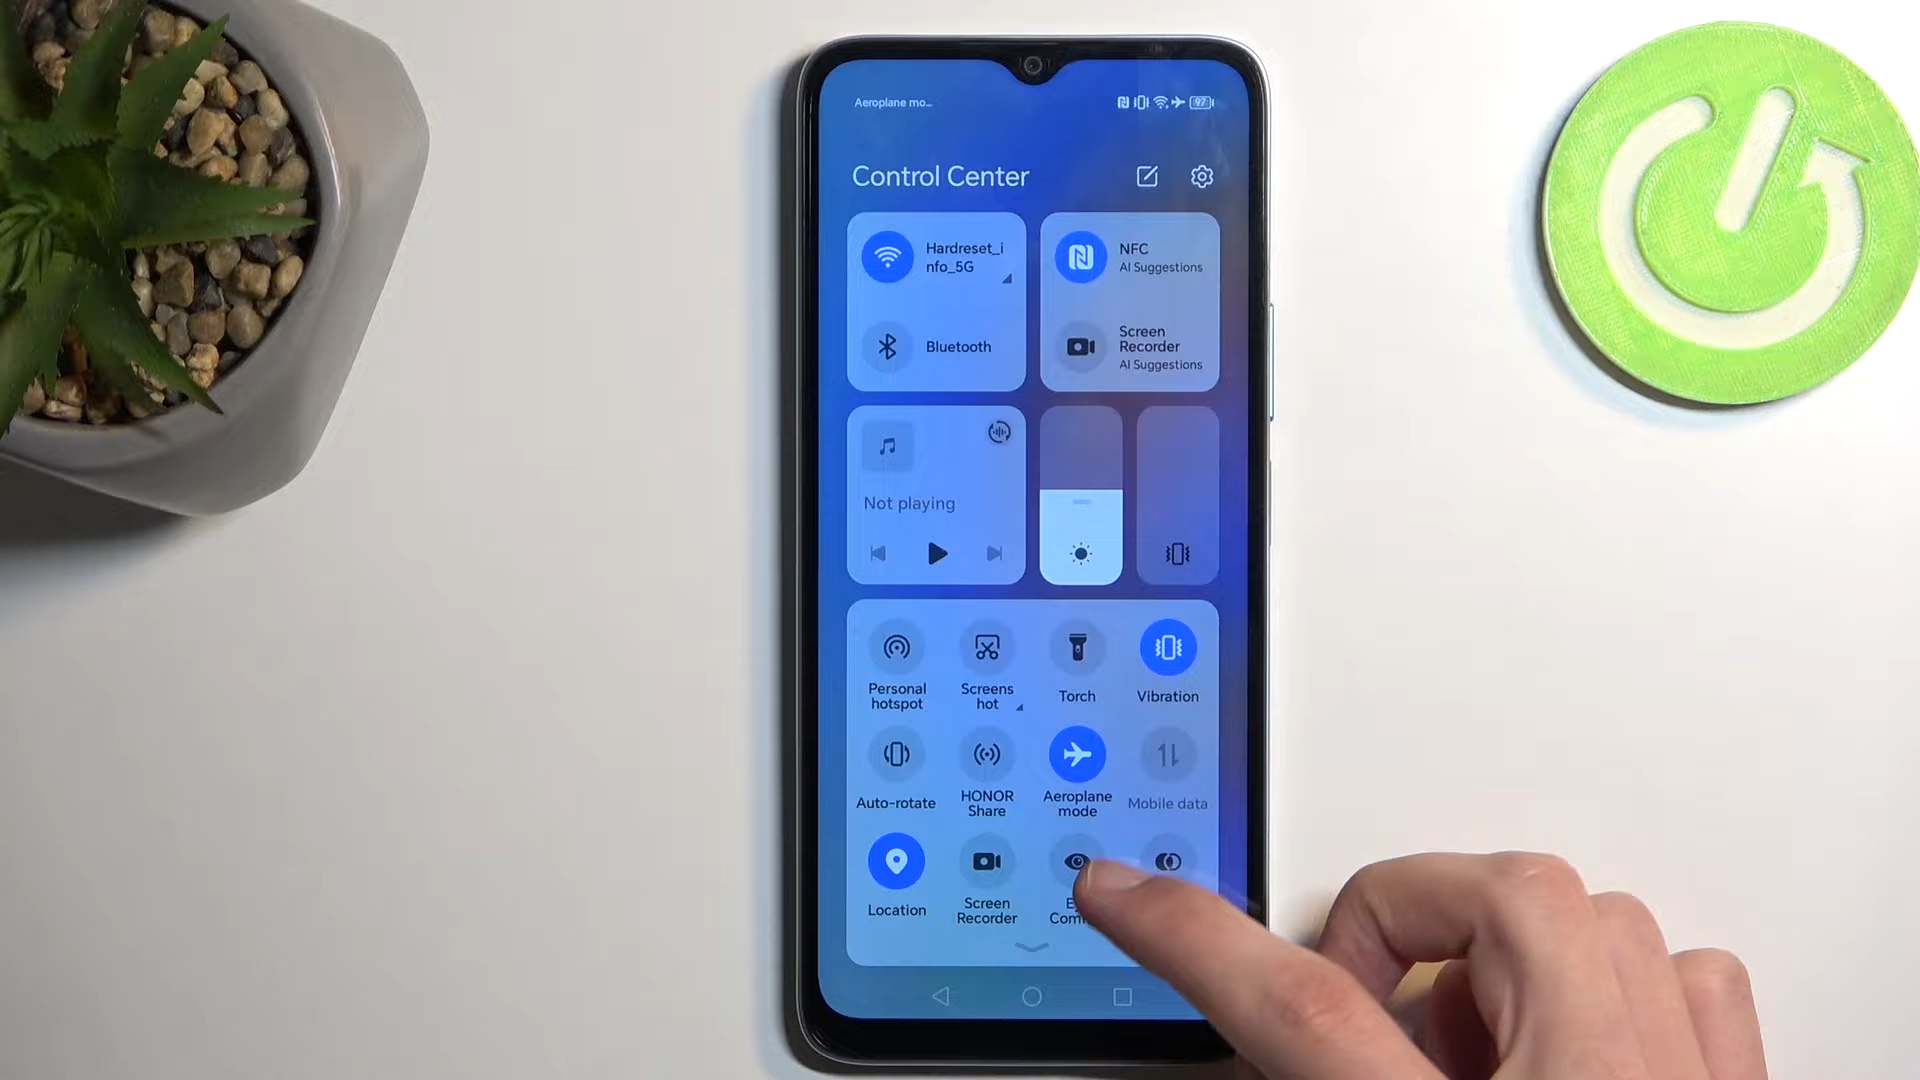 Aeroplane mo...
97
Control Center
Hardreset_i
nfo_5G
NFC
AI Suggestions
Bluetooth
Screen
Recorder
AI Suggestions
Not playing
Personal
hotspot
Screens
hot
Torch
Vibration
Auto-rotate
HONOR
Share
Aeroplane
mode
Mobile data
Location
Screen
Recorder